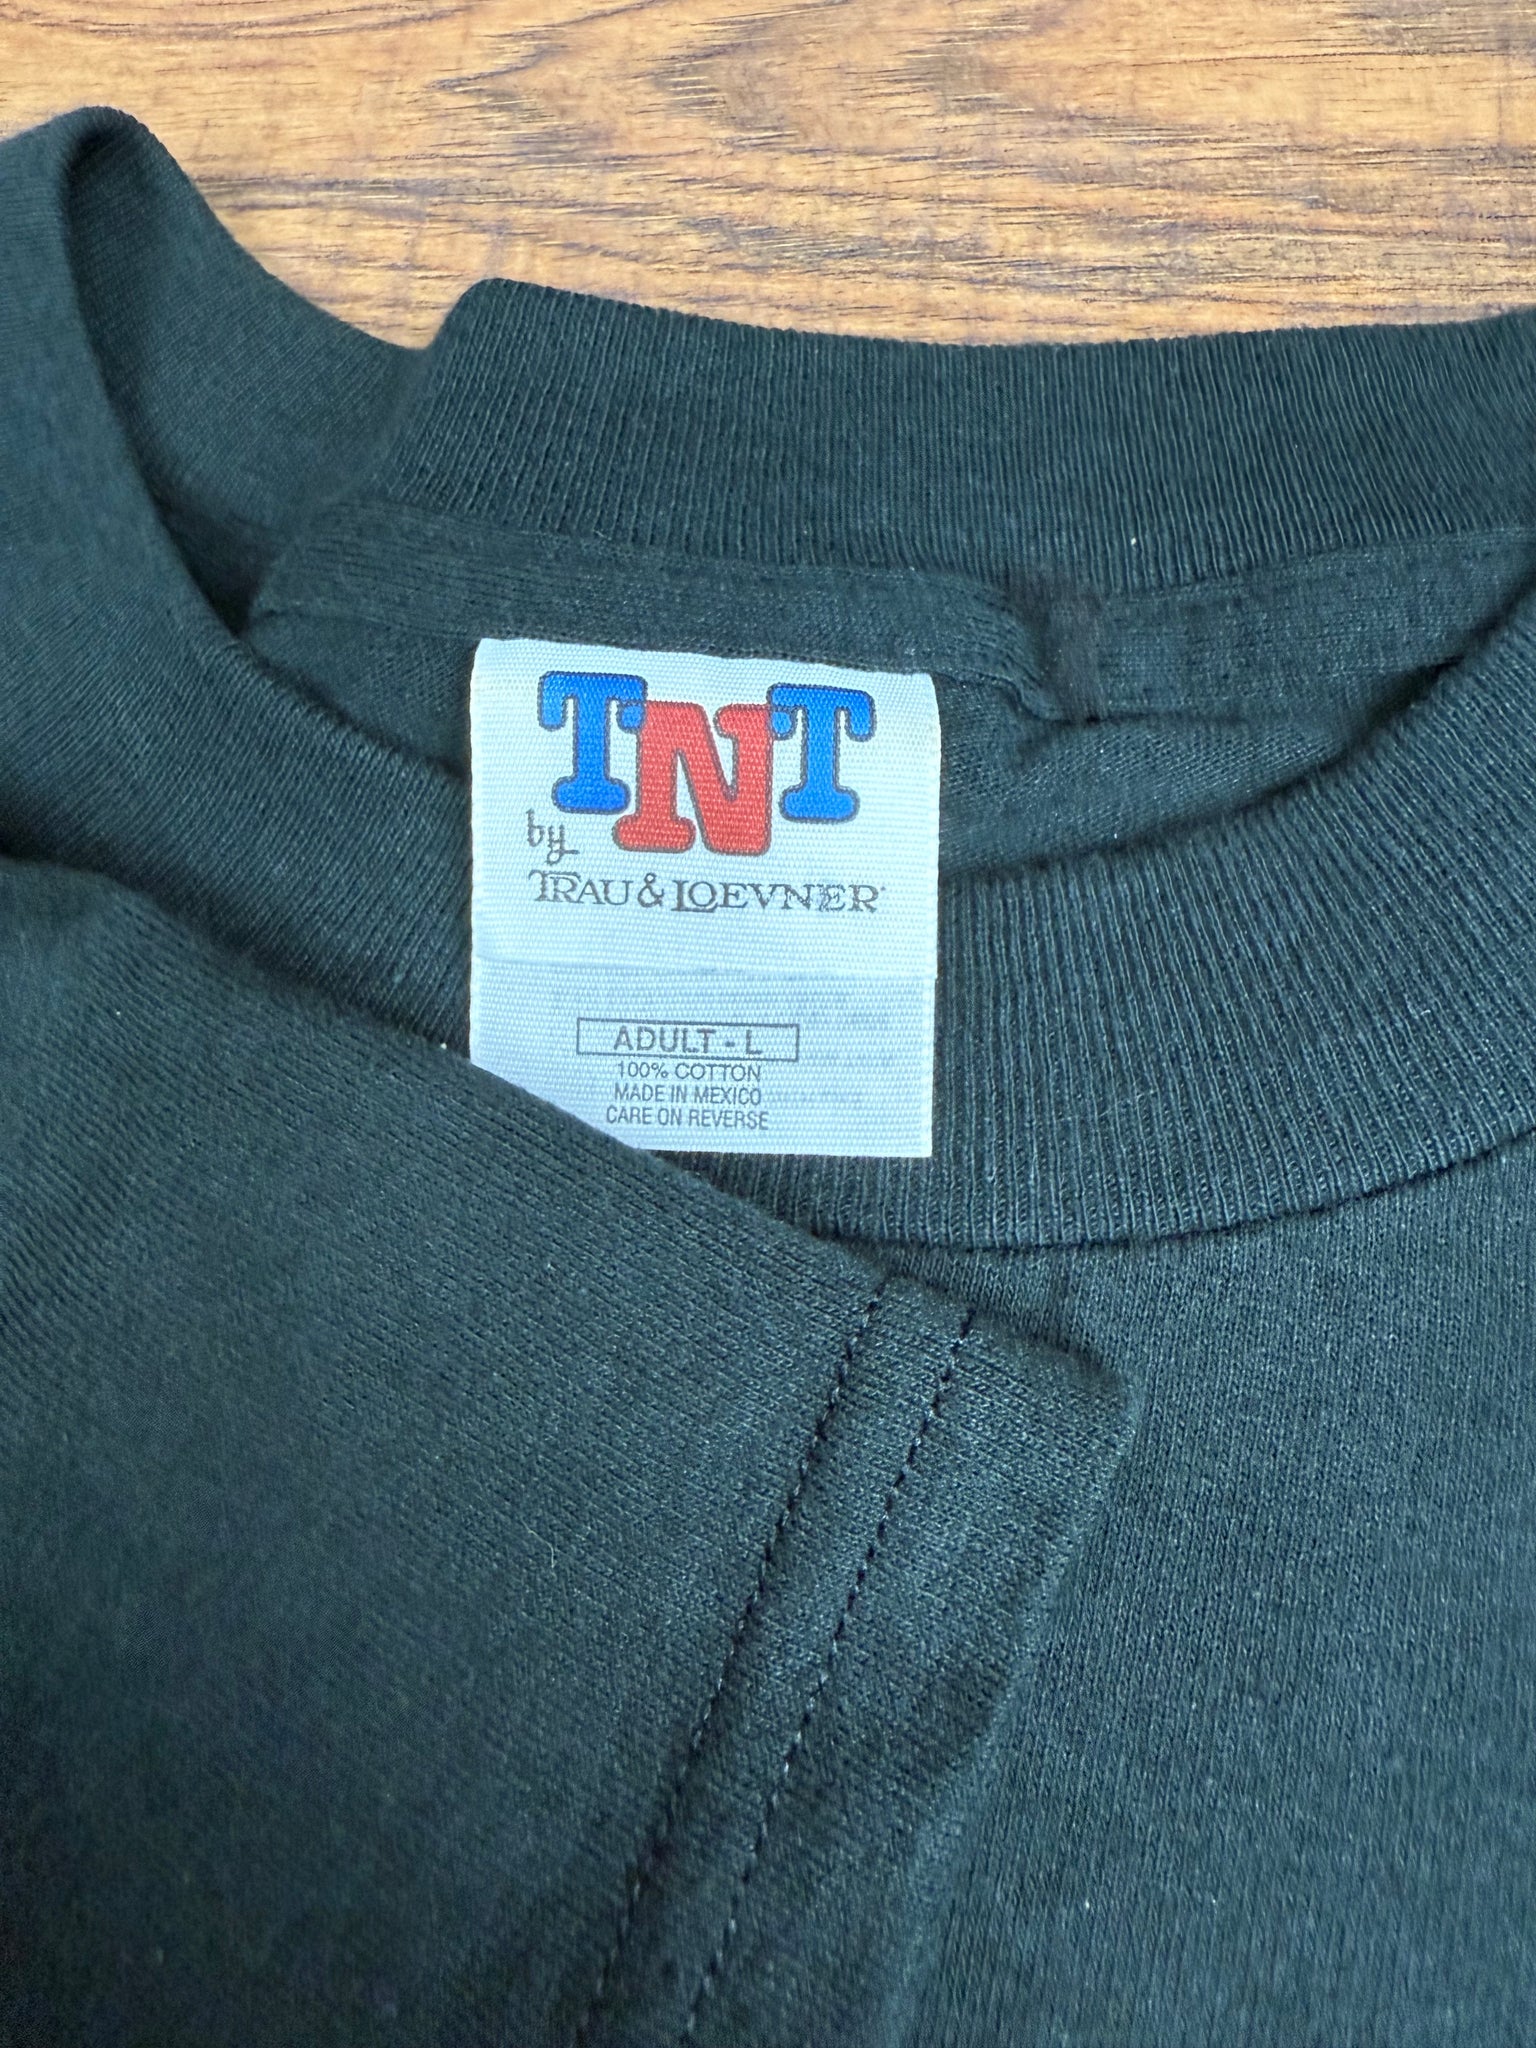 TNT
by
TRAU & LOEVNER
ADULT - L
100% COTTON
MADE IN MEXICO
CARE ON REVERSE